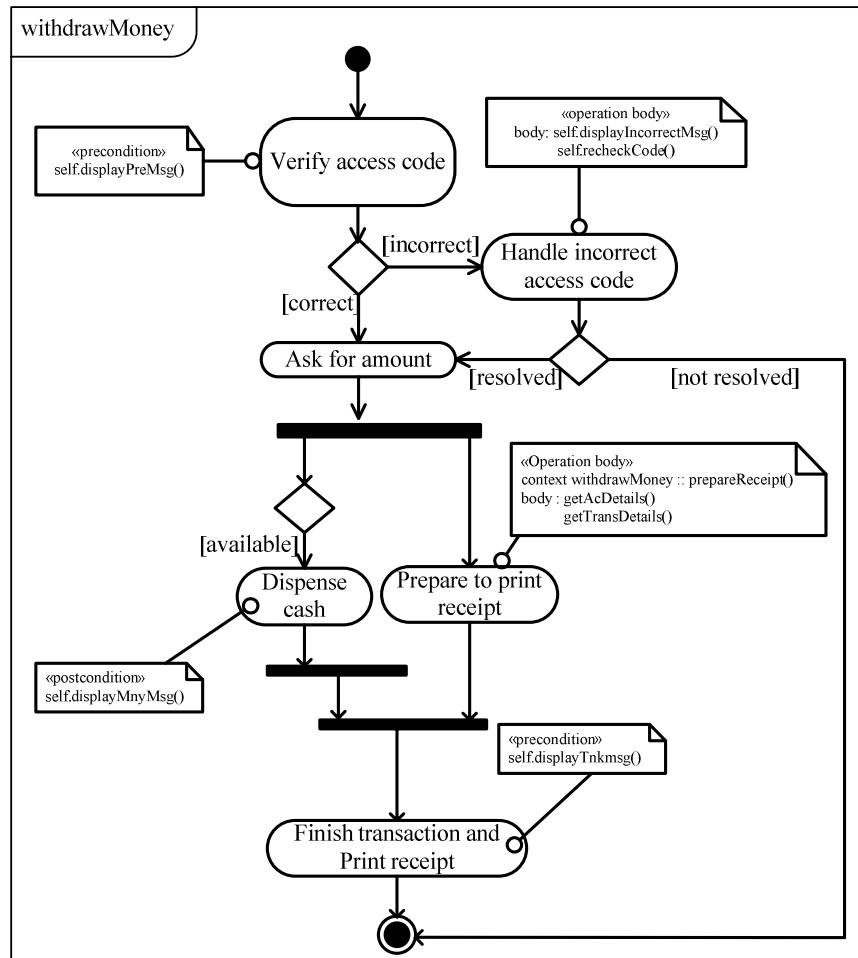 withdrawMoney
«precondition»
self.displayPreMsg()
Verify access code
«operation body»
body: self.displayIncorrectMsg()
self.recheckCode()
[incorrect]
Handle incorrect
access code
[correct]
Ask for amount
[resolved]
[not resolved]
«Operation body»
context withdrawMoney :: prepareReceipt()
body : getAcDetails()
getTransDetails()
[available]
Dispense
cash
Prepare to print
receipt
«postcondition»
self.displayMnyMsg()
«precondition»
self.displayTnkmsg()
Finish transaction and
Print receipt